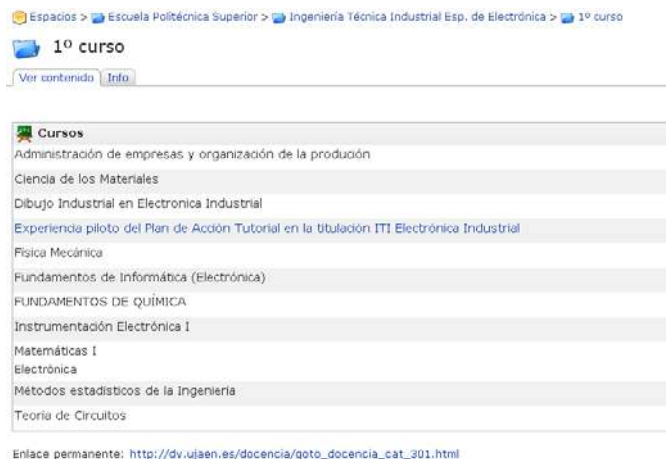 Espacios > Escuela Politécnica Superior > Ingeniería Técnica Industrial Esp. de Electrónica > 1º curso
1º curso
Ver contenido Info
Cursos
Administración de empresas y organización de la produción
Ciencia de los Materiales
Dibujo Industrial en Electronica Industrial
Experiencia piloto del Plan de Acción Tutorial en la titulación ITI Electrónica Industrial
Física Mecánica
Fundamentos de Informática (Electrónica)
FUNDAMENTOS DE QUÍMICA
Instrumentación Electrónica I
Matemáticas I
Electrónica
Métodos estadísticos de la Ingeniería
Teoría de Circuitos
Enlace permanente: http://dv.ujaen.es/docencia/goto_docencia_cat_301.html